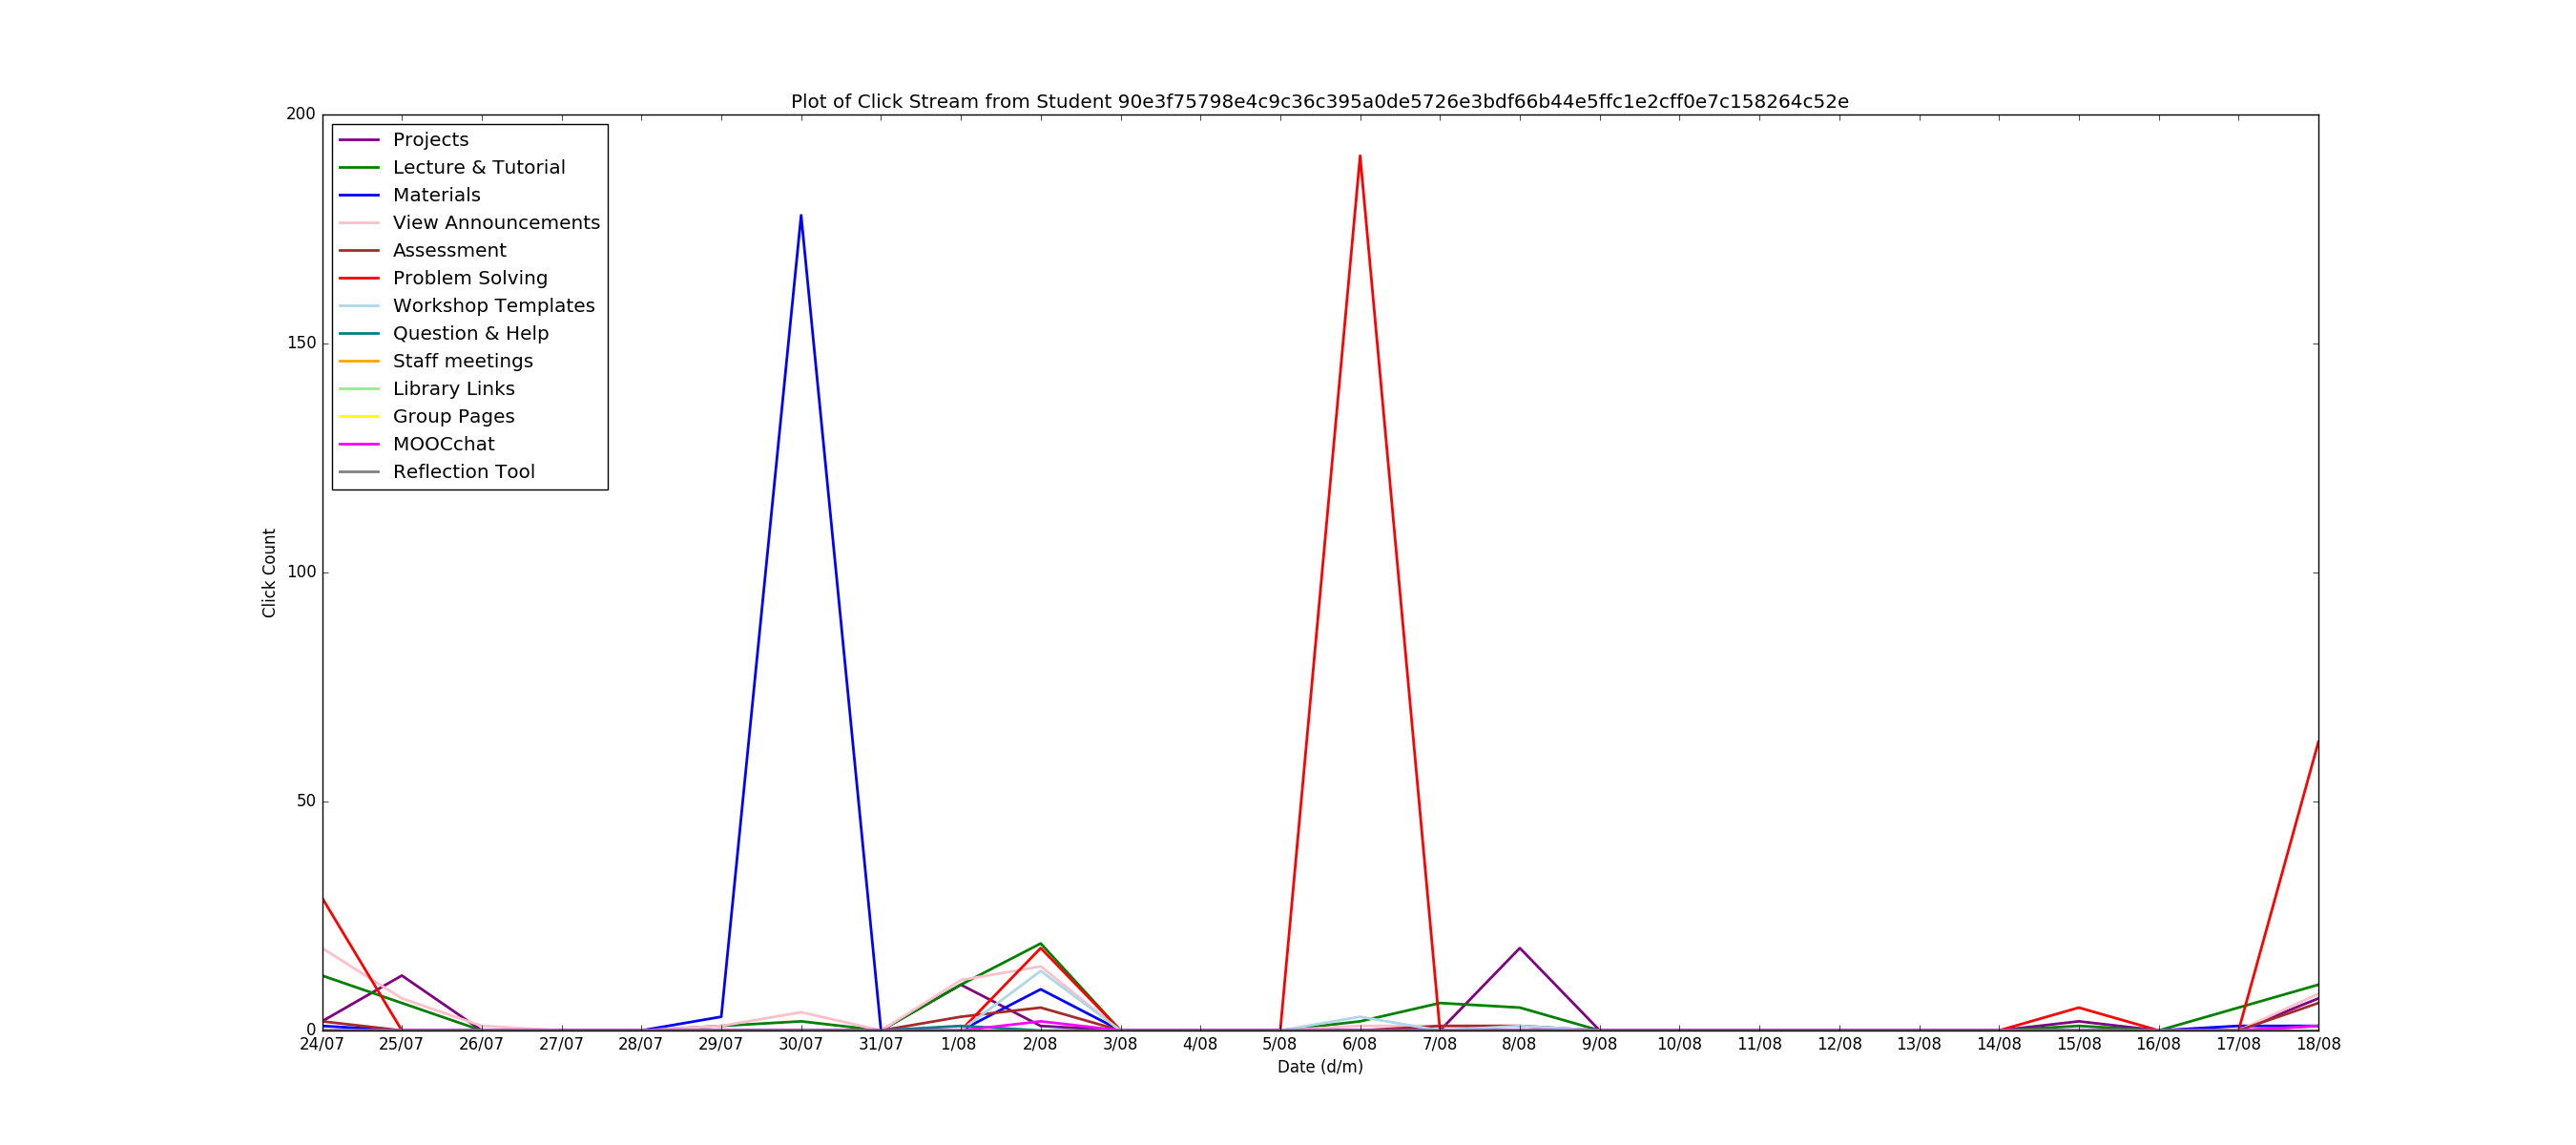 Plot of Click Stream from Student 90e3f75798e4c9c36c395a0de5726e3bdf66b44e5ffc1e2cff0e7c158264c52e
200
150
100
50
0
Click Count
Projects
Lecture & Tutorial
Materials
View Announcements
Assessment
Problem Solving
Workshop Templates
Question & Help
Staff meetings
Library Links
Group Pages
MOOCchat
Reflection Tool
24/07 25/07 26/07 27/07 28/07 29/07 30/07 31/07 1/08 2/08 3/08 4/08 5/08 6/08 7/08 8/08 9/08 10/08 11/08 12/08 13/08 14/08 15/08 16/08 17/08 18/08
Date (d/m)